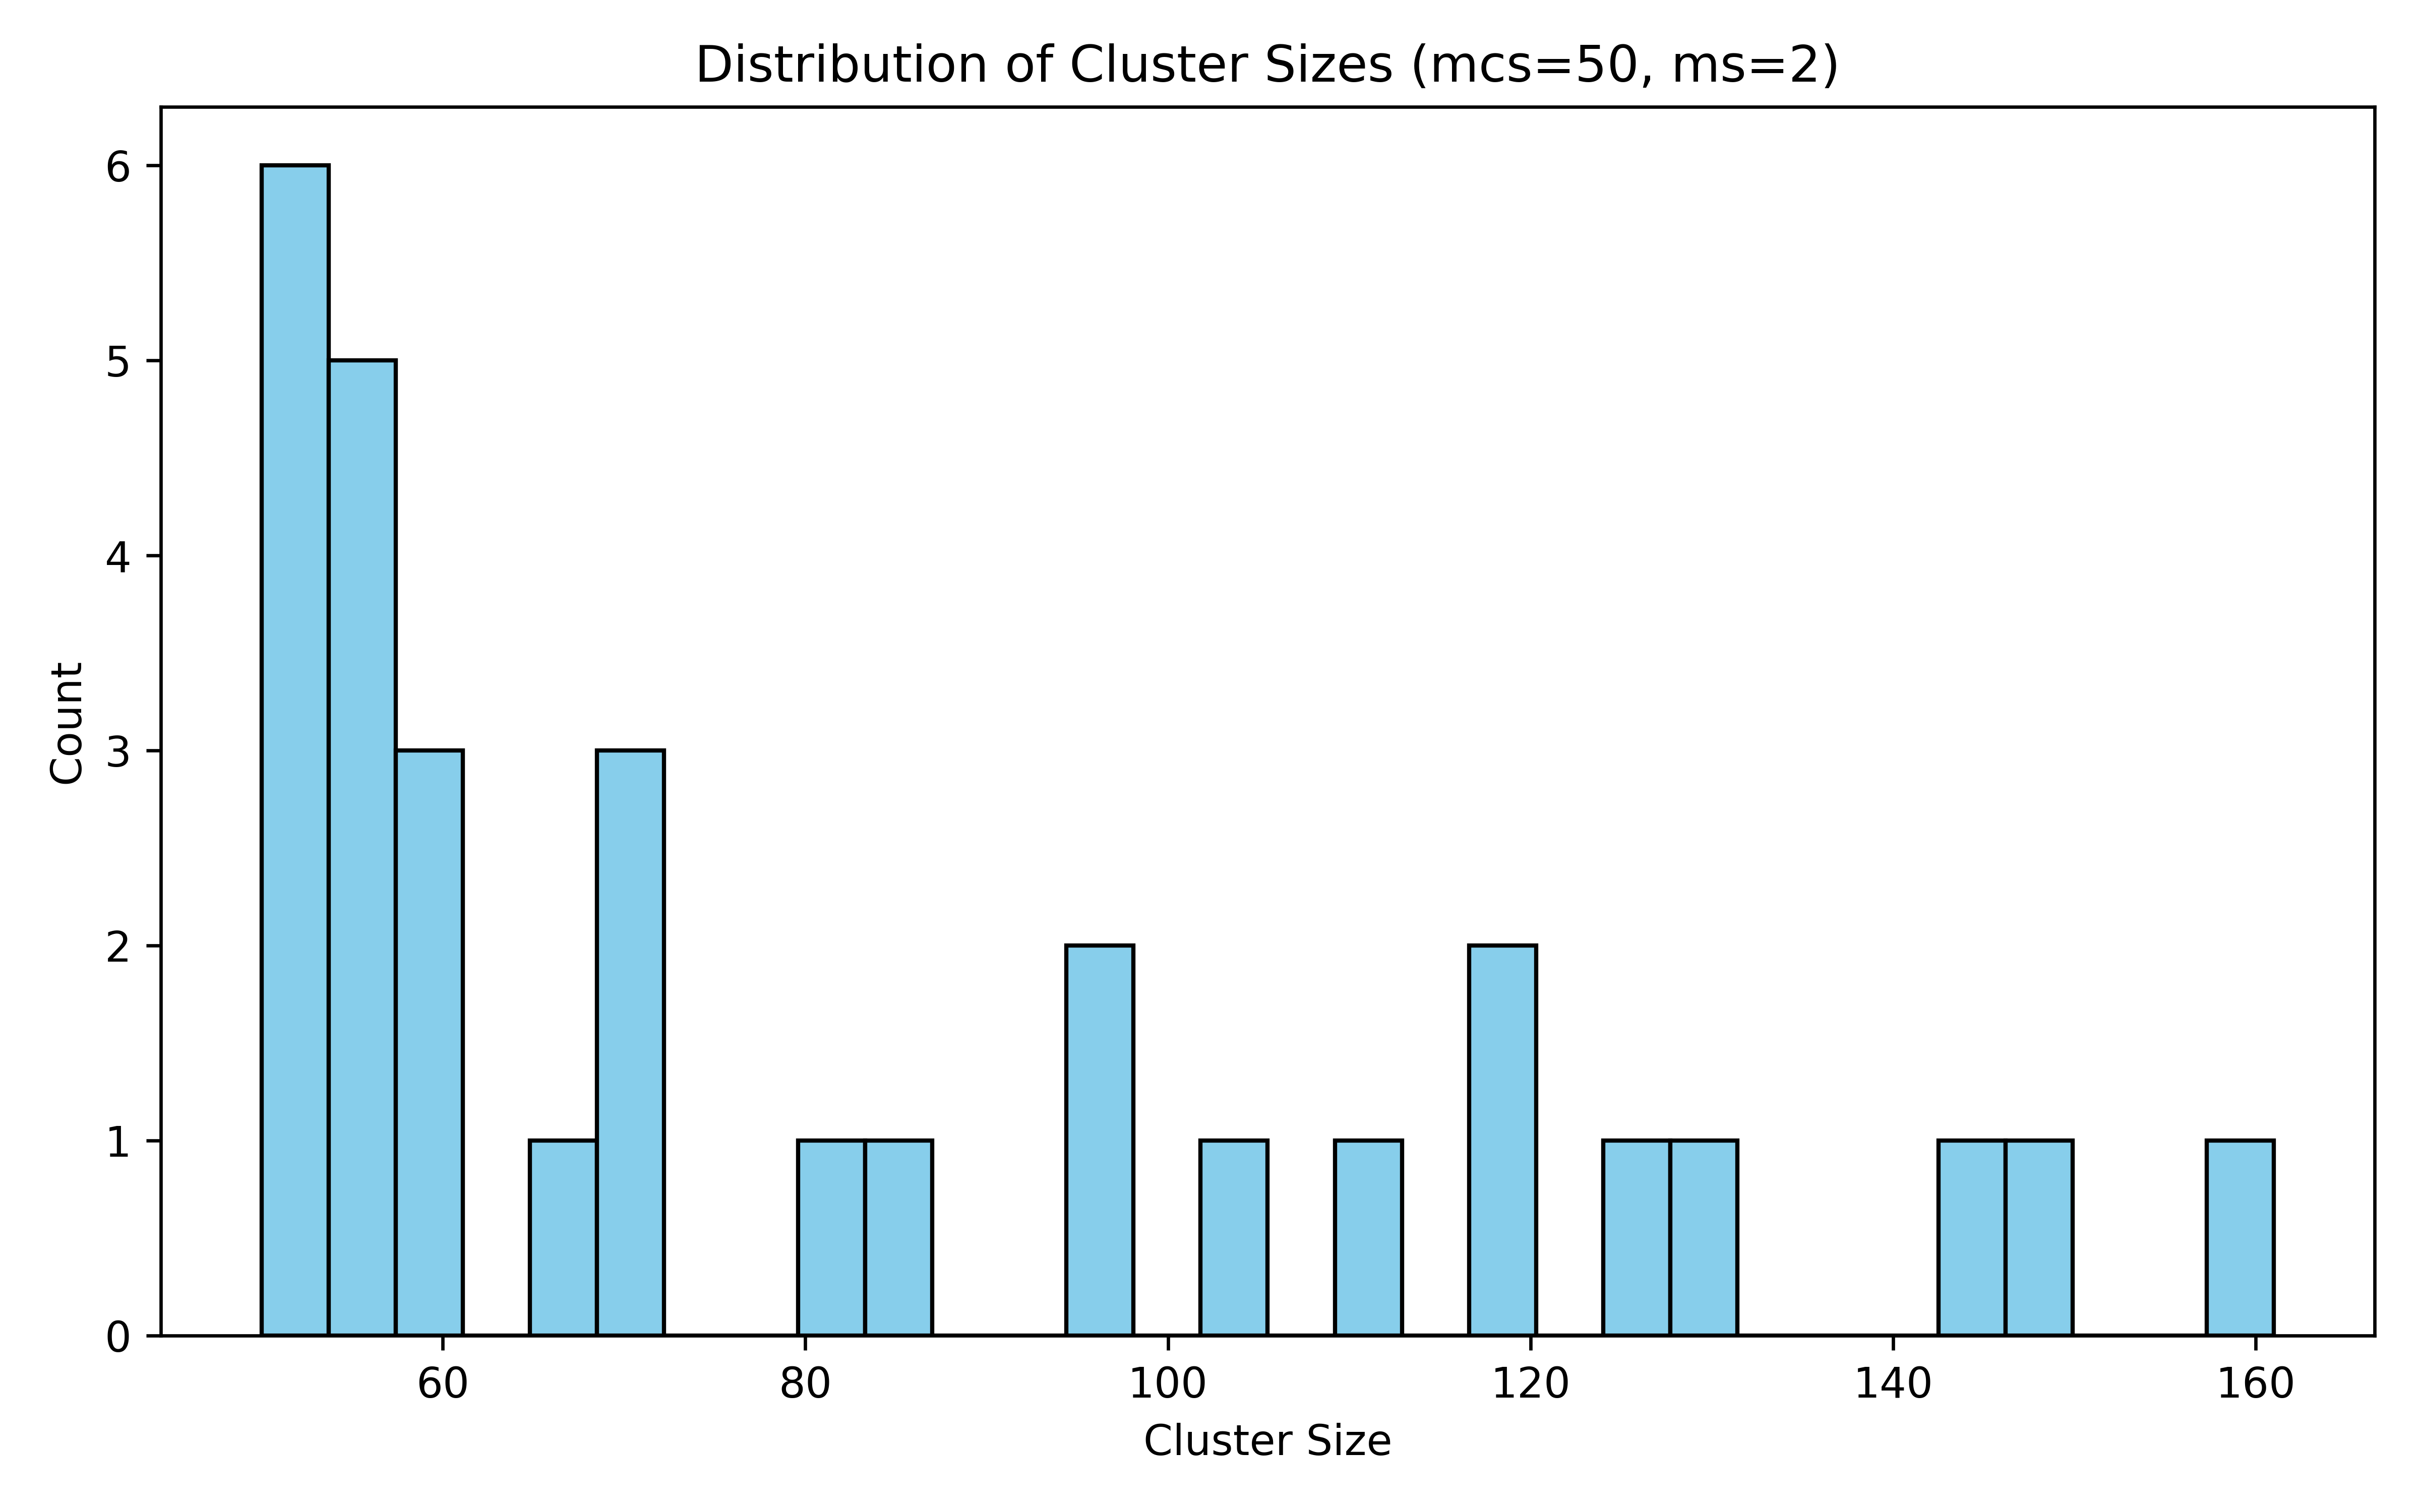 Distribution of Cluster Sizes (mcs=50, ms=2)
6
5
4
3
2
1
0
Count
60 80 100 120 140 160
Cluster Size